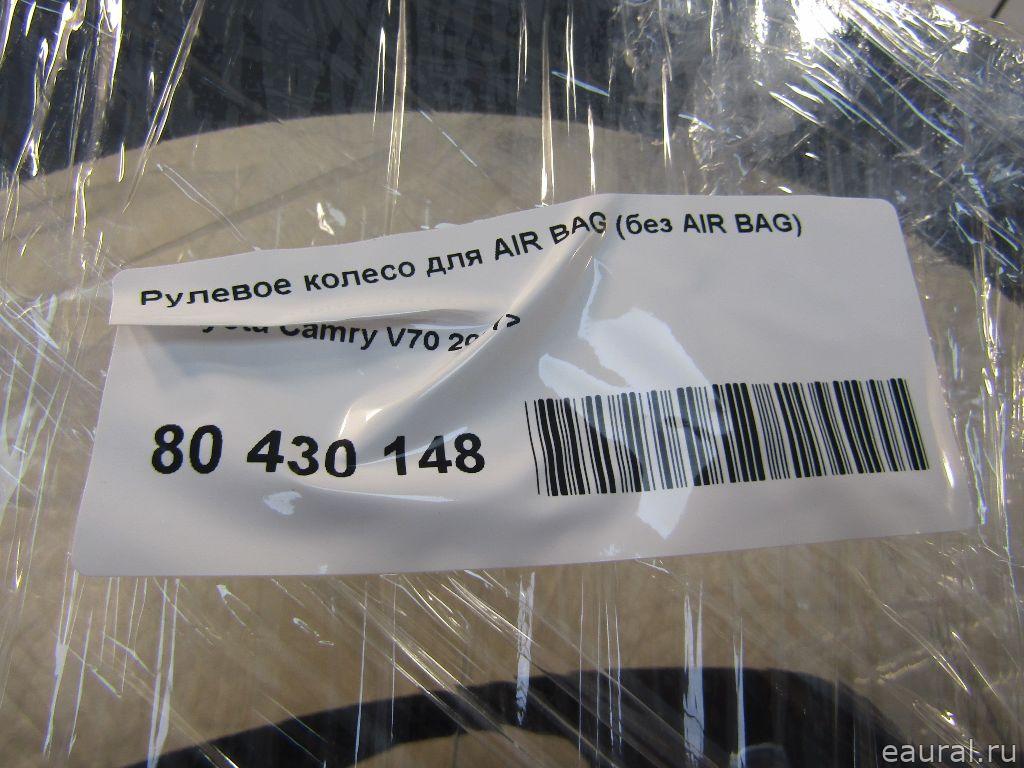 Рулевое колесо для AIR BAG (без AIR BAG)
Camry V70
80 430 148
eaural.ru